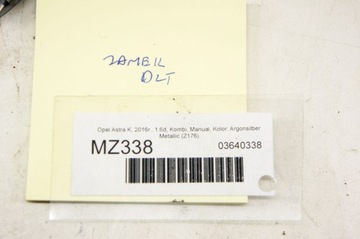 ZAMEK
DLT
Opel Astra K, 2016r., 1.6d, Kombi, Manual, Kolor: Argonsilber
Metallic (Z176)
MZ338
03640338